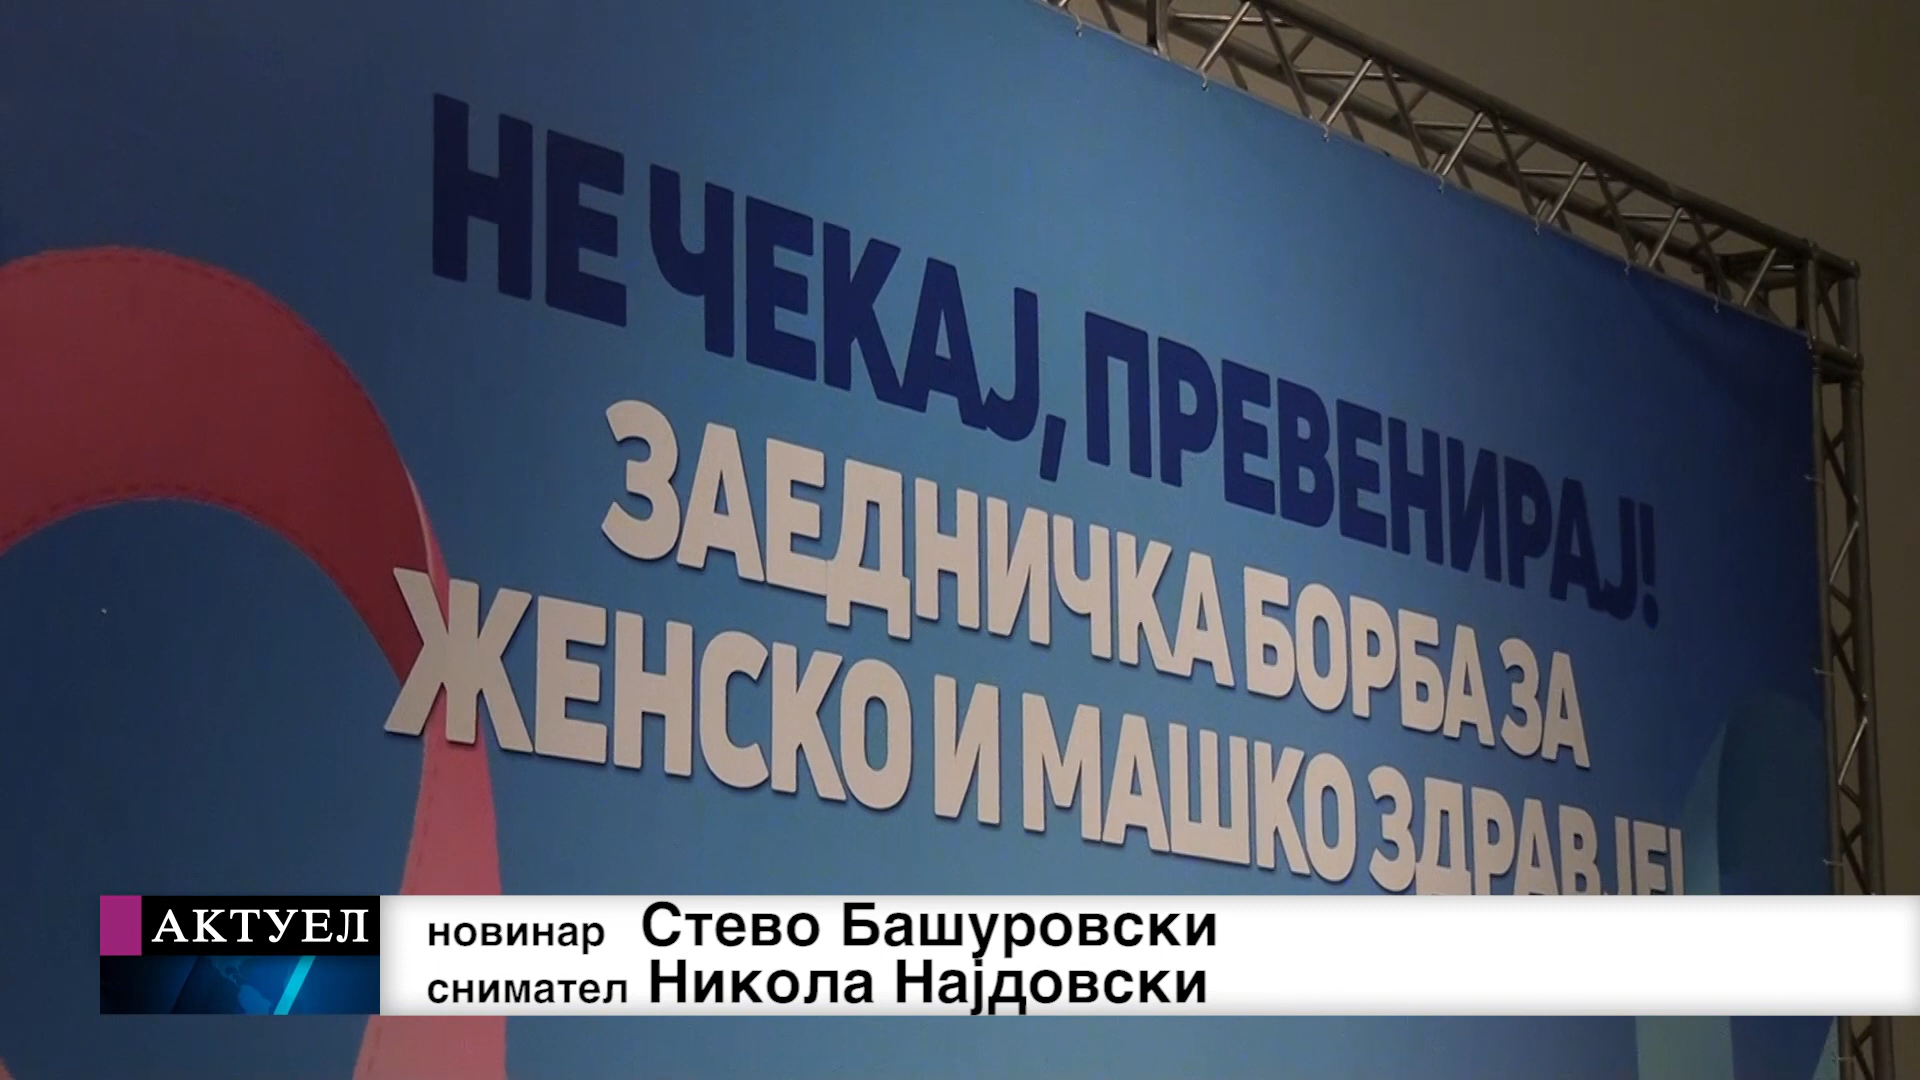 НЕ ЧЕКАЈ, ПРЕВЕНИРАЈ!
ЗАЕДНИЧКА БОРБА ЗА
ЖЕНСКО И МАШКО ЗДРАВЈЕ!
АКТУЕЛ
новинар Стево Башуровски
снимател Никола Најдовски